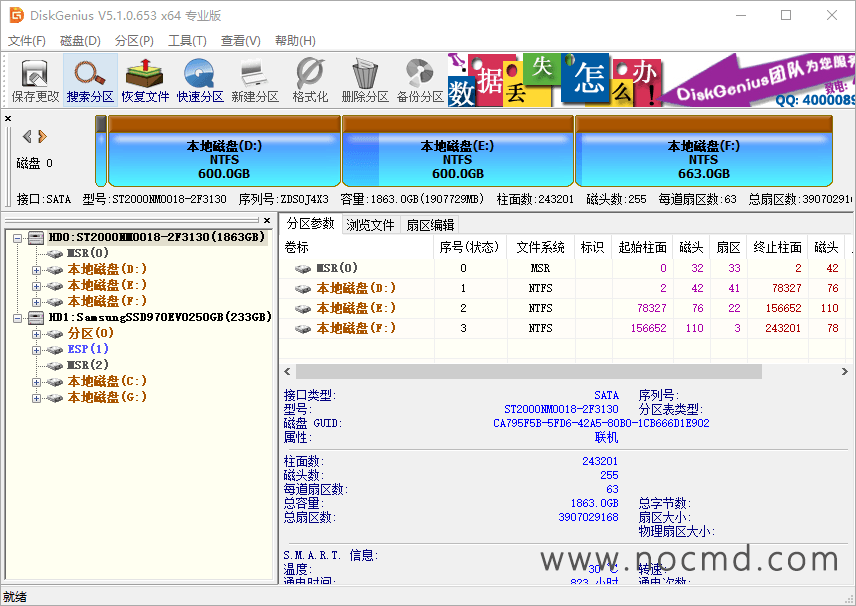 DiskGenius V5.1.0.653 x64 专业版
文件(F) 磁盘(D) 分区(P) 工具(T) 查看(V) 帮助(H)
保存更改 搜索分区 恢复文件 快速分区 新建分区 格式化 删除分区 备份分区
数据丢失怎么办!
DiskGenius团队为您服务
致电:
QQ: 4000089
磁盘 0
本地磁盘(D:)
NTFS
600.0GB
本地磁盘(E:)
NTFS
600.0GB
本地磁盘(F:)
NTFS
663.0GB
接口:SATA 型号:ST2000NM0018-2F3130 序列号:ZDS0J4X3 容量:1863.0GB(1907729MB) 柱面数:243201 磁头数:255 每道扇区数:63 总扇区数:39070291
HD0:ST2000NM0018-2F3130(1863GB)
MSR(0)
本地磁盘(D:)
本地磁盘(E:)
本地磁盘(F:)
HD1:SamsungSSD970EVO250GB(233GB)
分区(0)
ESP(1)
MSR(2)
本地磁盘(C:)
本地磁盘(G:)
分区参数 浏览文件 扇区编辑
卷标 序号(状态) 文件系统 标识 起始柱面 磁头 扇区 终止柱面 磁头
MSR(0) 0 MSR 0 32 33 2 42
本地磁盘(D:) 1 NTFS 2 42 41 78327 76
本地磁盘(E:) 2 NTFS 78327 76 22 156652 110
本地磁盘(F:) 3 NTFS 156652 110 3 243201 78
接口类型: SATA 序列号:
型号: ST2000NM0018-2F3130 分区表类型:
磁盘 GUID: CA795F5B-5FD6-42A5-80B0-1CB666D1E902
属性: 联机
柱面数: 243201
磁头数: 255
每道扇区数: 63
总容量: 1863.0GB 总字节数:
总扇区数: 3907029168 扇区大小:
物理扇区大小:
S.M.A.R.T. 信息:
温度: 30 ℃ 转速:
通电时间: 823 小时 通电次数:
www.nocmd.com
就绪